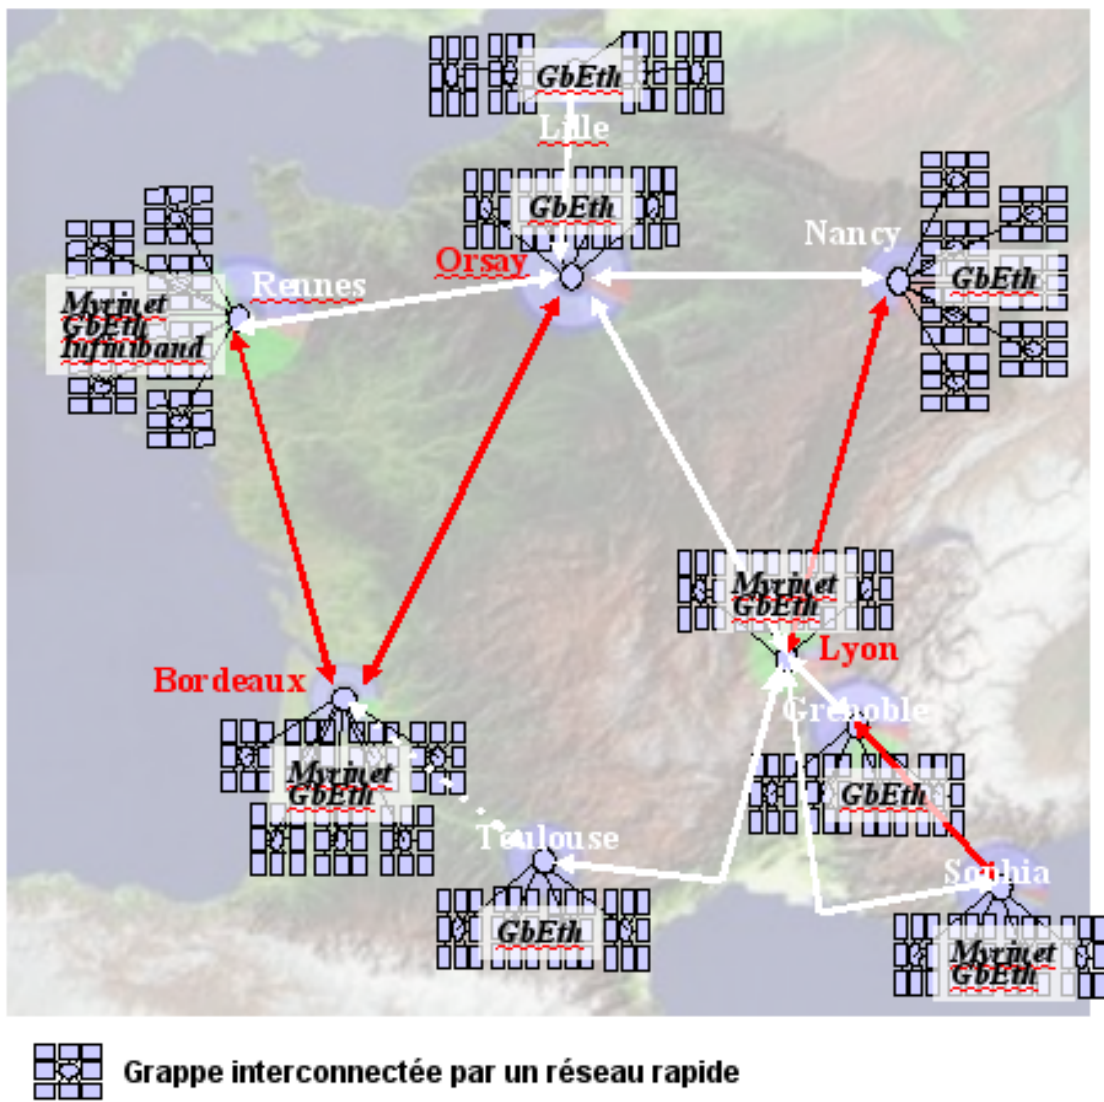 GbEth
Lille
GbEth
Orsay
Nancy
GbEth
Rennes
Myrinet
GbEth
Infiniband
Myrinet
GbEth
Lyon
Bordeaux
Grenoble
Myrinet
GbEth
GbEth
Toulouse
Sophia
GbEth
Myrinet
GbEth
Grappe interconnectée par un réseau rapide